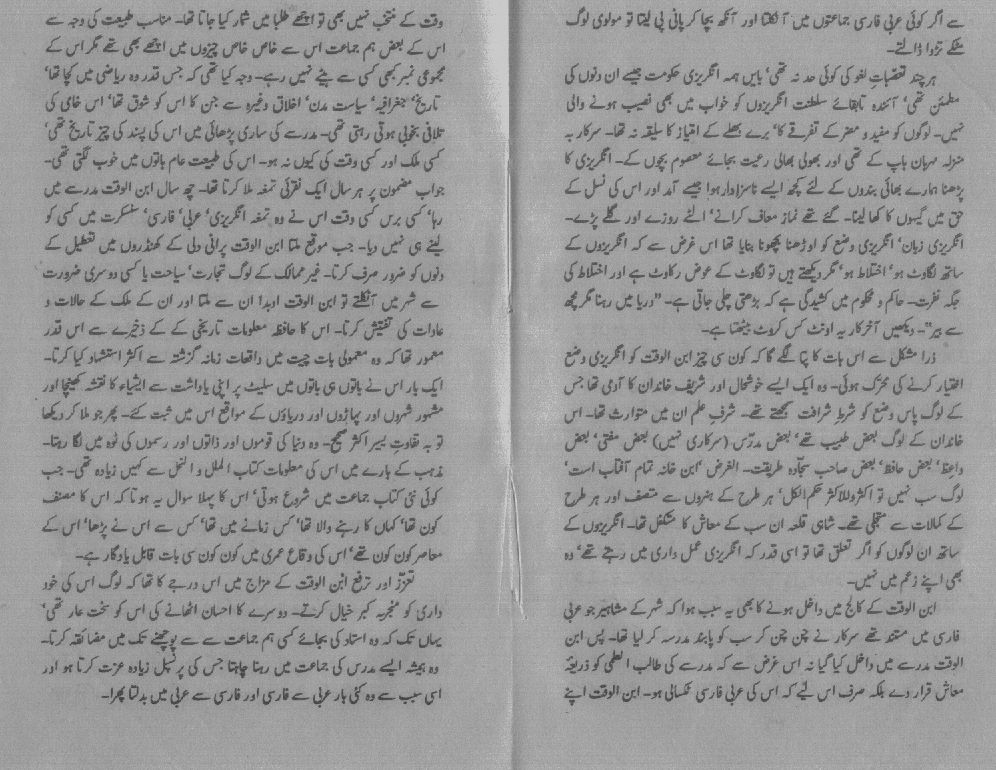 سے اگر کوئی عربی فارسی جماعتوں میں آ نکلتا اور آنکھ بچا کر پانی پی لیتا تو مولوی لوگ
مٹکے تڑوا ڈالتے۔
ہر چند تعصباتِ لغو کی کوئی حد نہ تھی، بایں ہمہ انگریزی حکومت جیسے ان دنوں کی
مطمئن تھی، آئندہ تابقائے سلطنت انگریزوں کو خواب میں بھی نصیب ہونے والی
نہیں۔ لوگوں کو مفید و مضر کے تفرقے کا، برے بھلے کے امتیاز کا سلیقہ نہ تھا۔ سرکار بہ
منزلہ مہربان باپ کے تھی اور بھولی بھالی رعیت بجائے معصوم بچوں کے۔ انگریزی کا
پڑھنا ہمارے بھائی بندوں کے لئے کچھ ایسے ناسزاوار ہوا جیسے آدمؑ اور اس کی نسل کے
حق میں گیہوں کا کھا لینا۔ گئے تھے نماز معاف کرانے، الٹے روزے اور گلے پڑے۔
انگریزی زبان، انگریزی وضع کو اوڑھنا بچھونا بنایا تھا اس غرض سے کہ انگریزوں کے
ساتھ لگاوٹ ہو، اختلاط ہو، مگر دیکھتے ہیں تو لگاوٹ کے عوض رکاوٹ ہے اور اختلاط کی
جگہ نفرت۔ حاکم و محکوم میں کشیدگی ہے کہ بڑھتی چلی جاتی ہے۔ "دریا میں رہنا مگرمچھ
سے بیر"۔ دیکھیں آخرکار یہ اونٹ کس کروٹ بیٹھتا ہے۔
ذرا مشکل سے اس بات کا پتا لگے گا کہ کون سی چیز ابن الوقت کو انگریزی وضع
اختیار کرنے کی محرّک ہوئی۔ وہ ایک ایسے خوشحال اور شریف خاندان کا آدمی تھا جس
کے لوگ پاس وضع کو شرطِ شرافت سمجھتے تھے۔ شرفِ علم ان میں متوارث تھا۔ اس
خاندان کے لوگ بعض طبیب تھے، بعض مدرّس (سرکاری نہیں) بعض مفتی، بعض
واعظ، بعض حافظ، بعض صاحب سجّادہ طریقت۔ الغرض ‘ابن خانہ تمام آفتاب است’
لوگ سب نہیں تو اکثر وللاکثر حکم الکل، ہر طرح کے ہنروں سے متصف اور ہر طرح
کے کمالات سے متجلی تھے۔ شاہی قلعہ ان سب کے معاش کا متکفل تھا۔ انگریزوں کے
ساتھ ان لوگوں کو اگر تعلق تھا تو اسی قدر کہ انگریزی عمل داری میں رہتے تھے، وہ
بھی اپنے زعم میں نہیں۔
ابن الوقت کے کالج میں داخل ہونے کا بھی یہ سبب ہوا کہ شہر کے مشاہیر جو عربی
فارسی میں مستند تھے سرکار نے چن چن کر سب کو پابند مدرسہ کر لیا تھا۔ پس ابن
الوقت مدرسے میں داخل کیا گیا نہ اس غرض سے کہ مدرسے کی طالب العلمی کو ذریعۂ
معاش قرار دے بلکہ صرف اس لیے کہ اس کی عربی فارسی ٹکسالی ہو۔ ابن الوقت اپنے
وقت کے منتخب نہیں بھی تو اچھے طلبا میں شمار کیا جاتا تھا۔ مناسب طبیعت کی وجہ سے
اس کے بعض ہم جماعت اس سے خاص خاص چیزوں میں اچھے بھی تھے مگر اس کے
مجموعی نمبر کبھی کسی سے ہیٹے نہیں رہے۔ وجہ کیا تھی کہ جس قدر وہ ریاضی میں کچا تھا،
تاریخ، جغرافیہ، سیاست مدن، اخلاق وغیرہ سے جن کا اس کو شوق تھا، اس خامی کی
تلافی بخوبی ہوتی رہتی تھی۔ مدرسے کی ساری پڑھائی میں اس کی پسند کی چیز تاریخ تھی،
کسی ملک اور کسی وقت کی کیوں نہ ہو۔ اس کی طبیعت عام باتوں میں خوب لگتی تھی۔
جواب مضمون پر ہر سال ایک نقرئی تمغہ ملا کرتا تھا۔ چھ سال ابن الوقت مدرسے میں
رہا، کسی برس کسی وقت اس نے وہ تمغہ انگریزی، عربی، فارسی، سنسکرت میں کسی کو
لینے ہی نہیں دیا۔ جب موقع ملتا ابن الوقت پرانی دلی کے کھنڈروں میں تعطیل کے
دنوں کو ضرور صرف کرتا۔ غیر ممالک کے لوگ تجارت، سیاحت یا کسی دوسری ضرورت
سے شہر میں آنکلتے تو ابن الوقت اوبدا ان سے ملتا اور ان کے ملک کے حالات و
عادات کی تفتیش کرتا۔ اس کا حافظہ معلومات تاریخی کے کے ذخیرے سے اس قدر
معمور تھا کہ وہ معمولی بات چیت میں واقعات زمانہ گزشتہ سے اکثر استشہاد کیا کرتا۔
ایک بار اس نے باتوں ہی باتوں میں سلیٹ پر اپنی یادداشت سے ایشیاء کا نقشہ کھینچا اور
مشہور شہروں اور پہاڑوں اور دریاؤں کے مواقع اس میں ثبت کئے۔ پھر جو ملا کر دیکھا
تو بہ تفاوتِ یسیر اکثر صحیح۔ وہ دنیا کی قوموں اور ذاتوں اور رسموں کی ٹوہ میں لگا رہتا۔
مذہب کے بارے میں اس کی معلومات کتاب الملل و النحل سے کہیں زیادہ تھی۔ جب
کوئی نئی کتاب جماعت میں شروع ہوتی، اس کا پہلا سوال یہ ہوتا کہ اس کا مصنف
کون تھا، کہاں کا رہنے والا تھا، کس زمانے میں تھا، کس سے اس نے پڑھا، اس کے
معاصر کون کون تھے، اس کی وقائع عمری میں کون کون سی بات قابل یادگار ہے۔
تعزّز اور ترفع ابن الوقت کے مزاج میں اس درجے کا تھا کہ لوگ اس کی خود
داری کو منجر بہ کبر خیال کرتے۔ دوسرے کا احسان اٹھانے کی اس کو سخت عار تھی،
یہاں تک کہ وہ استاد کی بجائے کسی ہم جماعت سے سے پوچھنے تک میں مضائقہ کرتا۔
وہ ہمیشہ ایسے مدرس کی جماعت میں رہنا چاہتا جس کی پرنسپل زیادہ عزت کرتا ہو اور
اسی سبب سے وہ کئی بار عربی سے فارسی اور فارسی سے عربی میں بدلتا پھرا۔